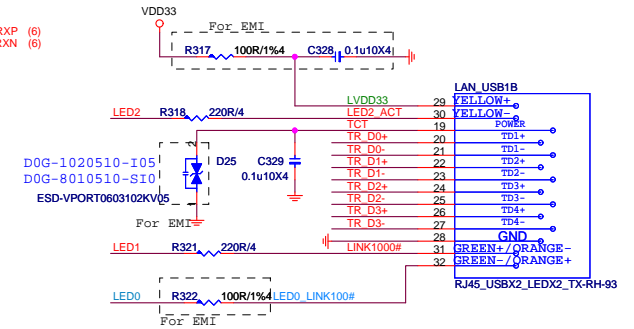 VDD33
RXP (6)
RXN (6)
For EMI
R317 100R/1%4 C328 0.1u10X4
LAN_USB1B
LVDD33 29 YELLOW+
LED2 R318 220R/4 LED2_ACT 30 YELLOW-
TCT 19 POWER
TR_D0+ 20 TD1+
TR_D0- 21 TD1-
TR_D1+ 22 TD2+
TR_D1- 23 TD2-
TR_D2+ 24 TD3+
TR_D2- 25 TD3-
TR_D3+ 26 TD4+
TR_D3- 27 TD4-
28 GND
2
D25 C329
0.1u10X4
D0G-1020510-I05
D0G-8010510-SI0
1
ESD-VPORT0603102KV05
For EMI
LED1 R321 220R/4 LINK1000# 31 GREEN+/ORANGE-
32 GREEN-/ORANGE+
RJ45_USBX2_LEDX2_TX-RH-93
LED0 R322 100R/1%4 LED0_LINK100#
For EMI